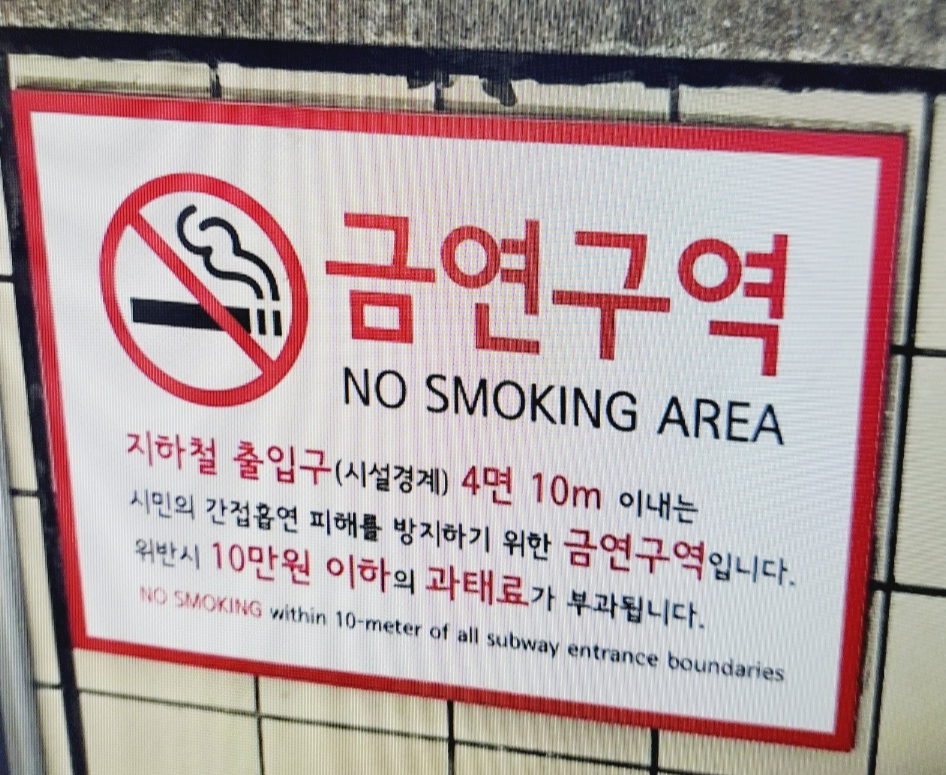 금연구역
NO SMOKING AREA
지하철 출입구(시설경계) 4면 10m 이내는
시민의 간접흡연 피해를 방지하기 위한 금연구역입니다.
위반시 10만원 이하의 과태료가 부과됩니다.
NO SMOKING within 10-meter of all subway entrance boundaries